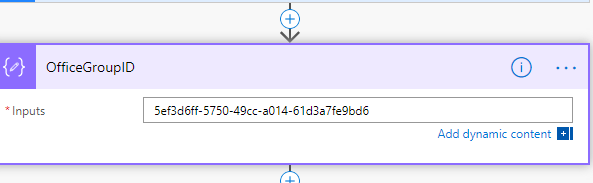 OfficeGroupID
* Inputs
5ef3d6ff-5750-49cc-a014-61d3a7fe9bd6
Add dynamic content